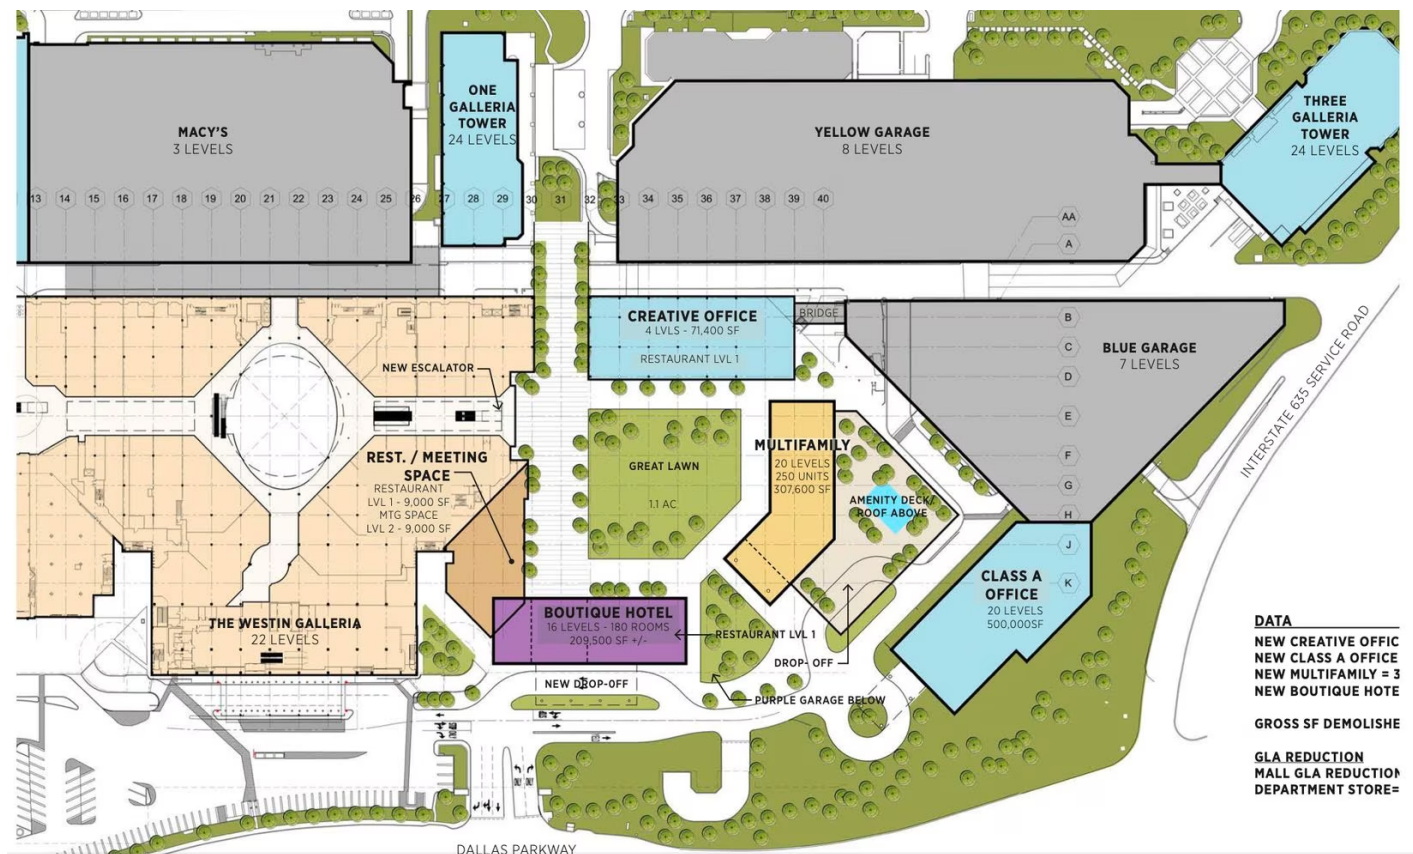 MACY'S
3 LEVELS
ONE
GALLERIA
TOWER
24 LEVELS
YELLOW GARAGE
8 LEVELS
THREE
GALLERIA
TOWER
24 LEVELS
13 14 15 16 17 18 19 20 21 22 23 24 25 26 27 28 29 30 31 32 33 34 35 36 37 38 39 40
AA
A
CREATIVE OFFICE
4 LVLS - 71,400 SF
RESTAURANT LVL 1
BRIDGE
B
C
D
E
F
G
H
J
K
BLUE GARAGE
7 LEVELS
INTERSTATE 635 SERVICE ROAD
NEW ESCALATOR
REST. / MEETING
SPACE
RESTAURANT
LVL 1 - 9,000 SF
MTG SPACE
LVL 2 - 9,000 SF
GREAT LAWN
1.1 AC
MULTIFAMILY
20 LEVELS
250 UNITS
307,600 SF
AMENITY DECK/
ROOF ABOVE
CLASS A
OFFICE
20 LEVELS
500,000SF
THE WESTIN GALLERIA
22 LEVELS
BOUTIQUE HOTEL
16 LEVELS - 180 ROOMS
209,500 SF +/-
RESTAURANT LVL 1
DROP- OFF
NEW DROP-OFF
PURPLE GARAGE BELOW
DATA
NEW CREATIVE OFFIC
NEW CLASS A OFFICE
NEW MULTIFAMILY = 3
NEW BOUTIQUE HOTE
GROSS SF DEMOLISHE
GLA REDUCTION
MALL GLA REDUCTION
DEPARTMENT STORE=
DALLAS PARKWAY